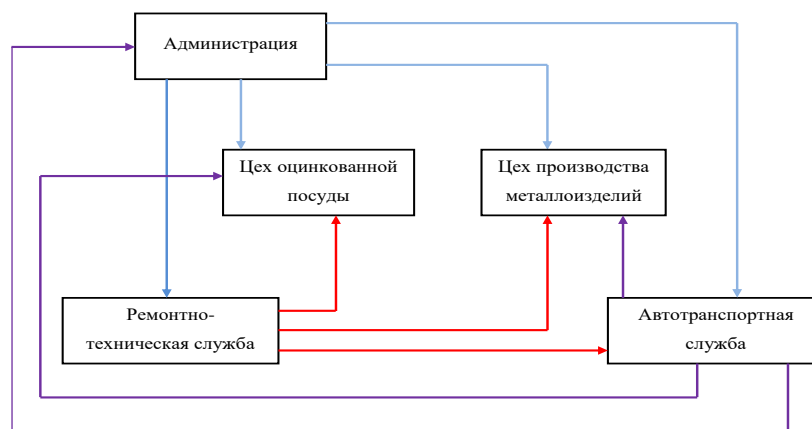 Администрация
Цех оцинкованной
посуды
Цех производства
металлоизделий
Ремонтно-
техническая служба
Автотранспортная
служба